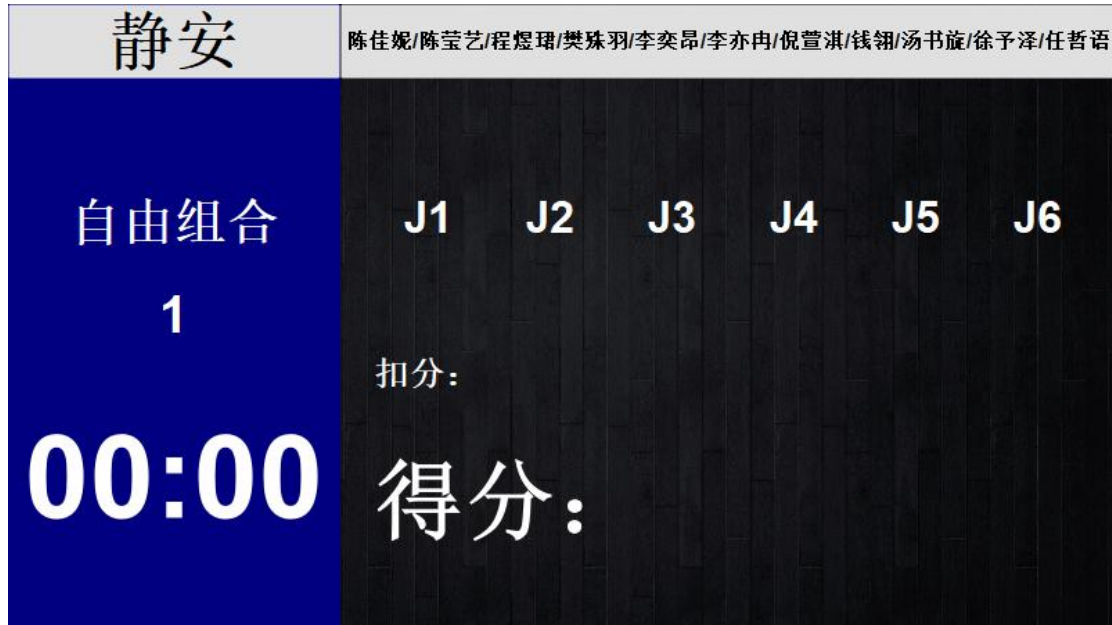 静安
陈佳妮/陈莹艺/程煜珺/樊殊羽/李奕昂/李亦冉/倪萱淇/钱翎/汤书旋/徐予泽/任哲语
自由组合
1
00:00
J1 J2 J3 J4 J5 J6
扣分：
得分：